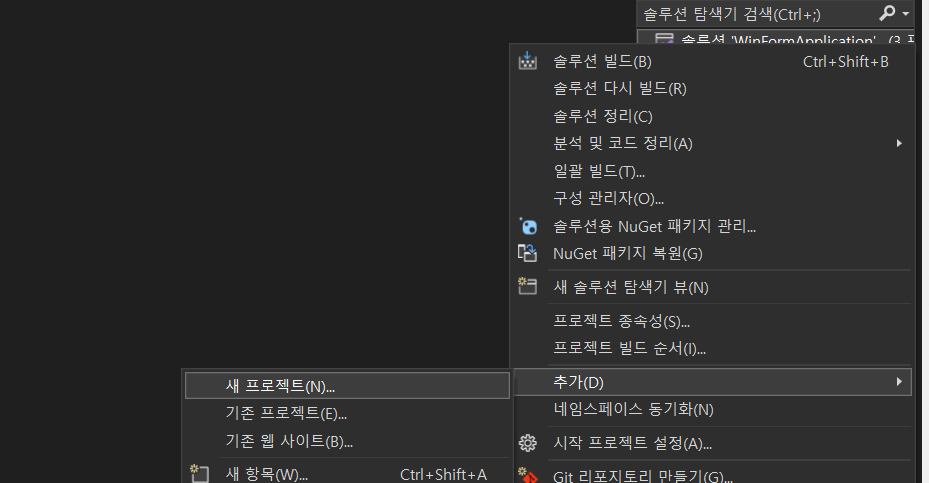 솔루션 탐색기 검색(Ctrl+;)
솔루션 'WinFormApplication' (3
솔루션 빌드(B) Ctrl+Shift+B
솔루션 다시 빌드(R)
솔루션 정리(C)
분석 및 코드 정리(A)
일괄 빌드(T)...
구성 관리자(O)...
솔루션용 NuGet 패키지 관리...
NuGet 패키지 복원(G)
새 솔루션 탐색기 뷰(N)
프로젝트 종속성(S)...
프로젝트 빌드 순서(I)...
추가(D)
네임스페이스 동기화(N)
시작 프로젝트 설정(A)...
Git 리포지토리 만들기(G)...
새 프로젝트(N)...
기존 프로젝트(E)...
기존 웹 사이트(B)...
새 항목(W)... Ctrl+Shift+A